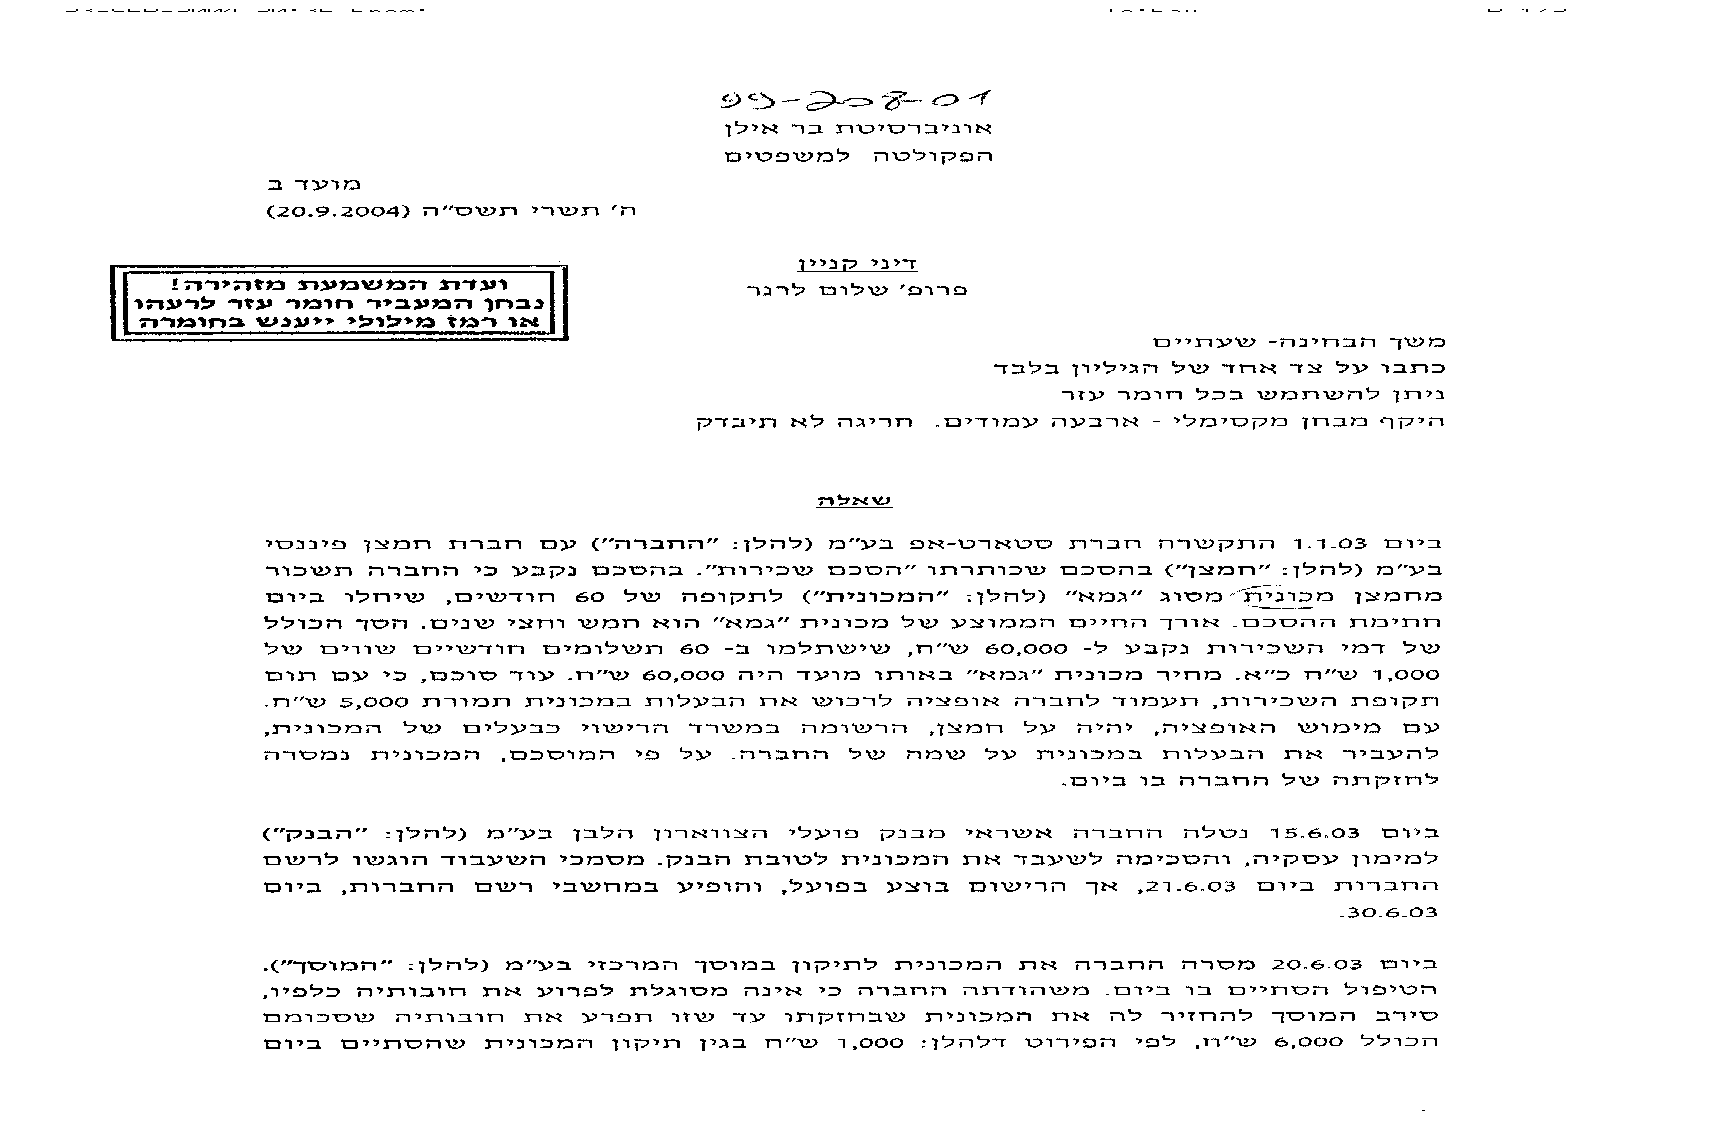 99-208-01
אוניברסיטת בר אילן
הפקולטה למשפטים
מועד ב
ה' תשרי תשס"ה (20.9.2004)
דיני קניין
פרופ' שלום לרנר
ועדת המשמעת מזהירה!
נבחן המעביר חומר עזר לרעהו
או רמז מילולי ייענש בחומרה
משך הבחינה- שעתיים
כתבו על צד אחד של הגיליון בלבד
ניתן להשתמש בכל חומר עזר
היקף מבחן מקסימלי - ארבעה עמודים. חריגה לא תיבדק
שאלה
ביום 1.1.03 התקשרה חברת סטארט-אפ בע"מ (להלן: "החברה") עם חברת חמצן פיננסי
בע"מ (להלן: "חמצן") בהסכם שכותרתו "הסכם שכירות". בהסכם נקבע כי החברה תשכור
מחמצן מכונית מסוג "גמא" (להלן: "המכונית") לתקופה של 60 חודשים, שיחלו ביום
חתימת ההסכם. אורך החיים הממוצע של מכונית "גמא" הוא חמש וחצי שנים. הסך הכולל
של דמי השכירות נקבע ל- 60,000 ש"ח, שישתלמו ב- 60 תשלומים חודשיים שווים של
1,000 ש"ח כ"א. מחיר מכונית "גמא" באותו מועד היה 60,000 ש"ח. עוד סוכם, כי עם תום
תקופת השכירות, תעמוד לחברה אופציה לרכוש את הבעלות במכונית תמורת 5,000 ש"ח.
עם מימוש האופציה, יהיה על חמצן, הרשומה במשרד הרישוי כבעלים של המכונית,
להעביר את הבעלות במכונית על שמה של החברה. על פי המוסכם, המכונית נמסרה
לחזקתה של החברה בו ביום.
ביום 15.6.03 נטלה החברה אשראי מבנק פועלי הצווארון הלבן בע"מ (להלן: "הבנק")
למימון עסקיה, והסכימה לשעבד את המכונית לטובת הבנק. מסמכי השעבוד הוגשו לרשם
החברות ביום 21.6.03, אך הרישום בוצע בפועל, והופיע במחשבי רשם החברות, ביום
30.6.03.
ביום 20.6.03 מסרה החברה את המכונית לתיקון במוסך המרכזי בע"מ (להלן: "המוסך").
הטיפול הסתיים בו ביום. משהודתה החברה כי אינה מסוגלת לפרוע את חובותיה כלפיו,
סירב המוסך להחזיר לה את המכונית שבחזקתו עד שזו תפרע את חובותיה שסכומם
הכולל 6,000 ש"ח, לפי הפירוט דלהלן: 1,000 ש"ח בגין תיקון המכונית שהסתיים ביום